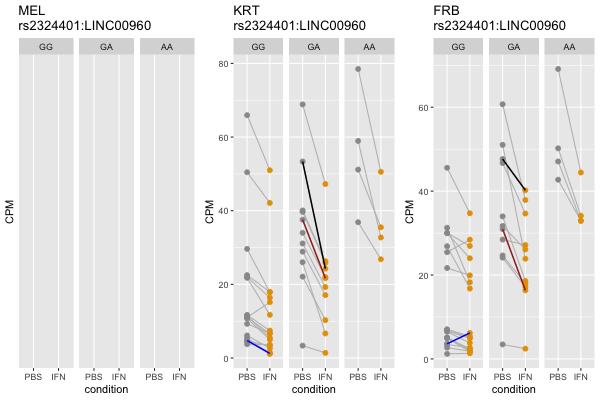 MEL
rs2324401:LINC00960
GG GA AA
CPM
PBS IFN PBS IFN PBS IFN
condition
KRT
rs2324401:LINC00960
GG GA AA
80
60
40
20
0
CPM
PBS IFN PBS IFN PBS IFN
condition
FRB
rs2324401:LINC00960
GG GA AA
60
40
20
0
CPM
PBS IFN PBS IFN PBS IFN
condition